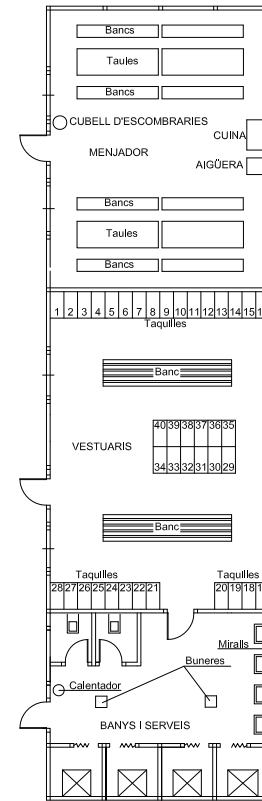 Bancs
Taules
Bancs
CUBELL D'ESCOMBRARIES
CUINA
MENJADOR
AIGÜERA
Bancs
Taules
Bancs
1 2 3 4 5 6 7 8 9 10 11 12 13 14 15
Taquilles
Banc
40 39 38 37 36 35
VESTUARIS
34 33 32 31 30 29
Banc
Taquilles Taquilles
28 27 26 25 24 23 22 21 20 19 18
Miralls
Buneres
Calentador
BANYS I SERVEIS